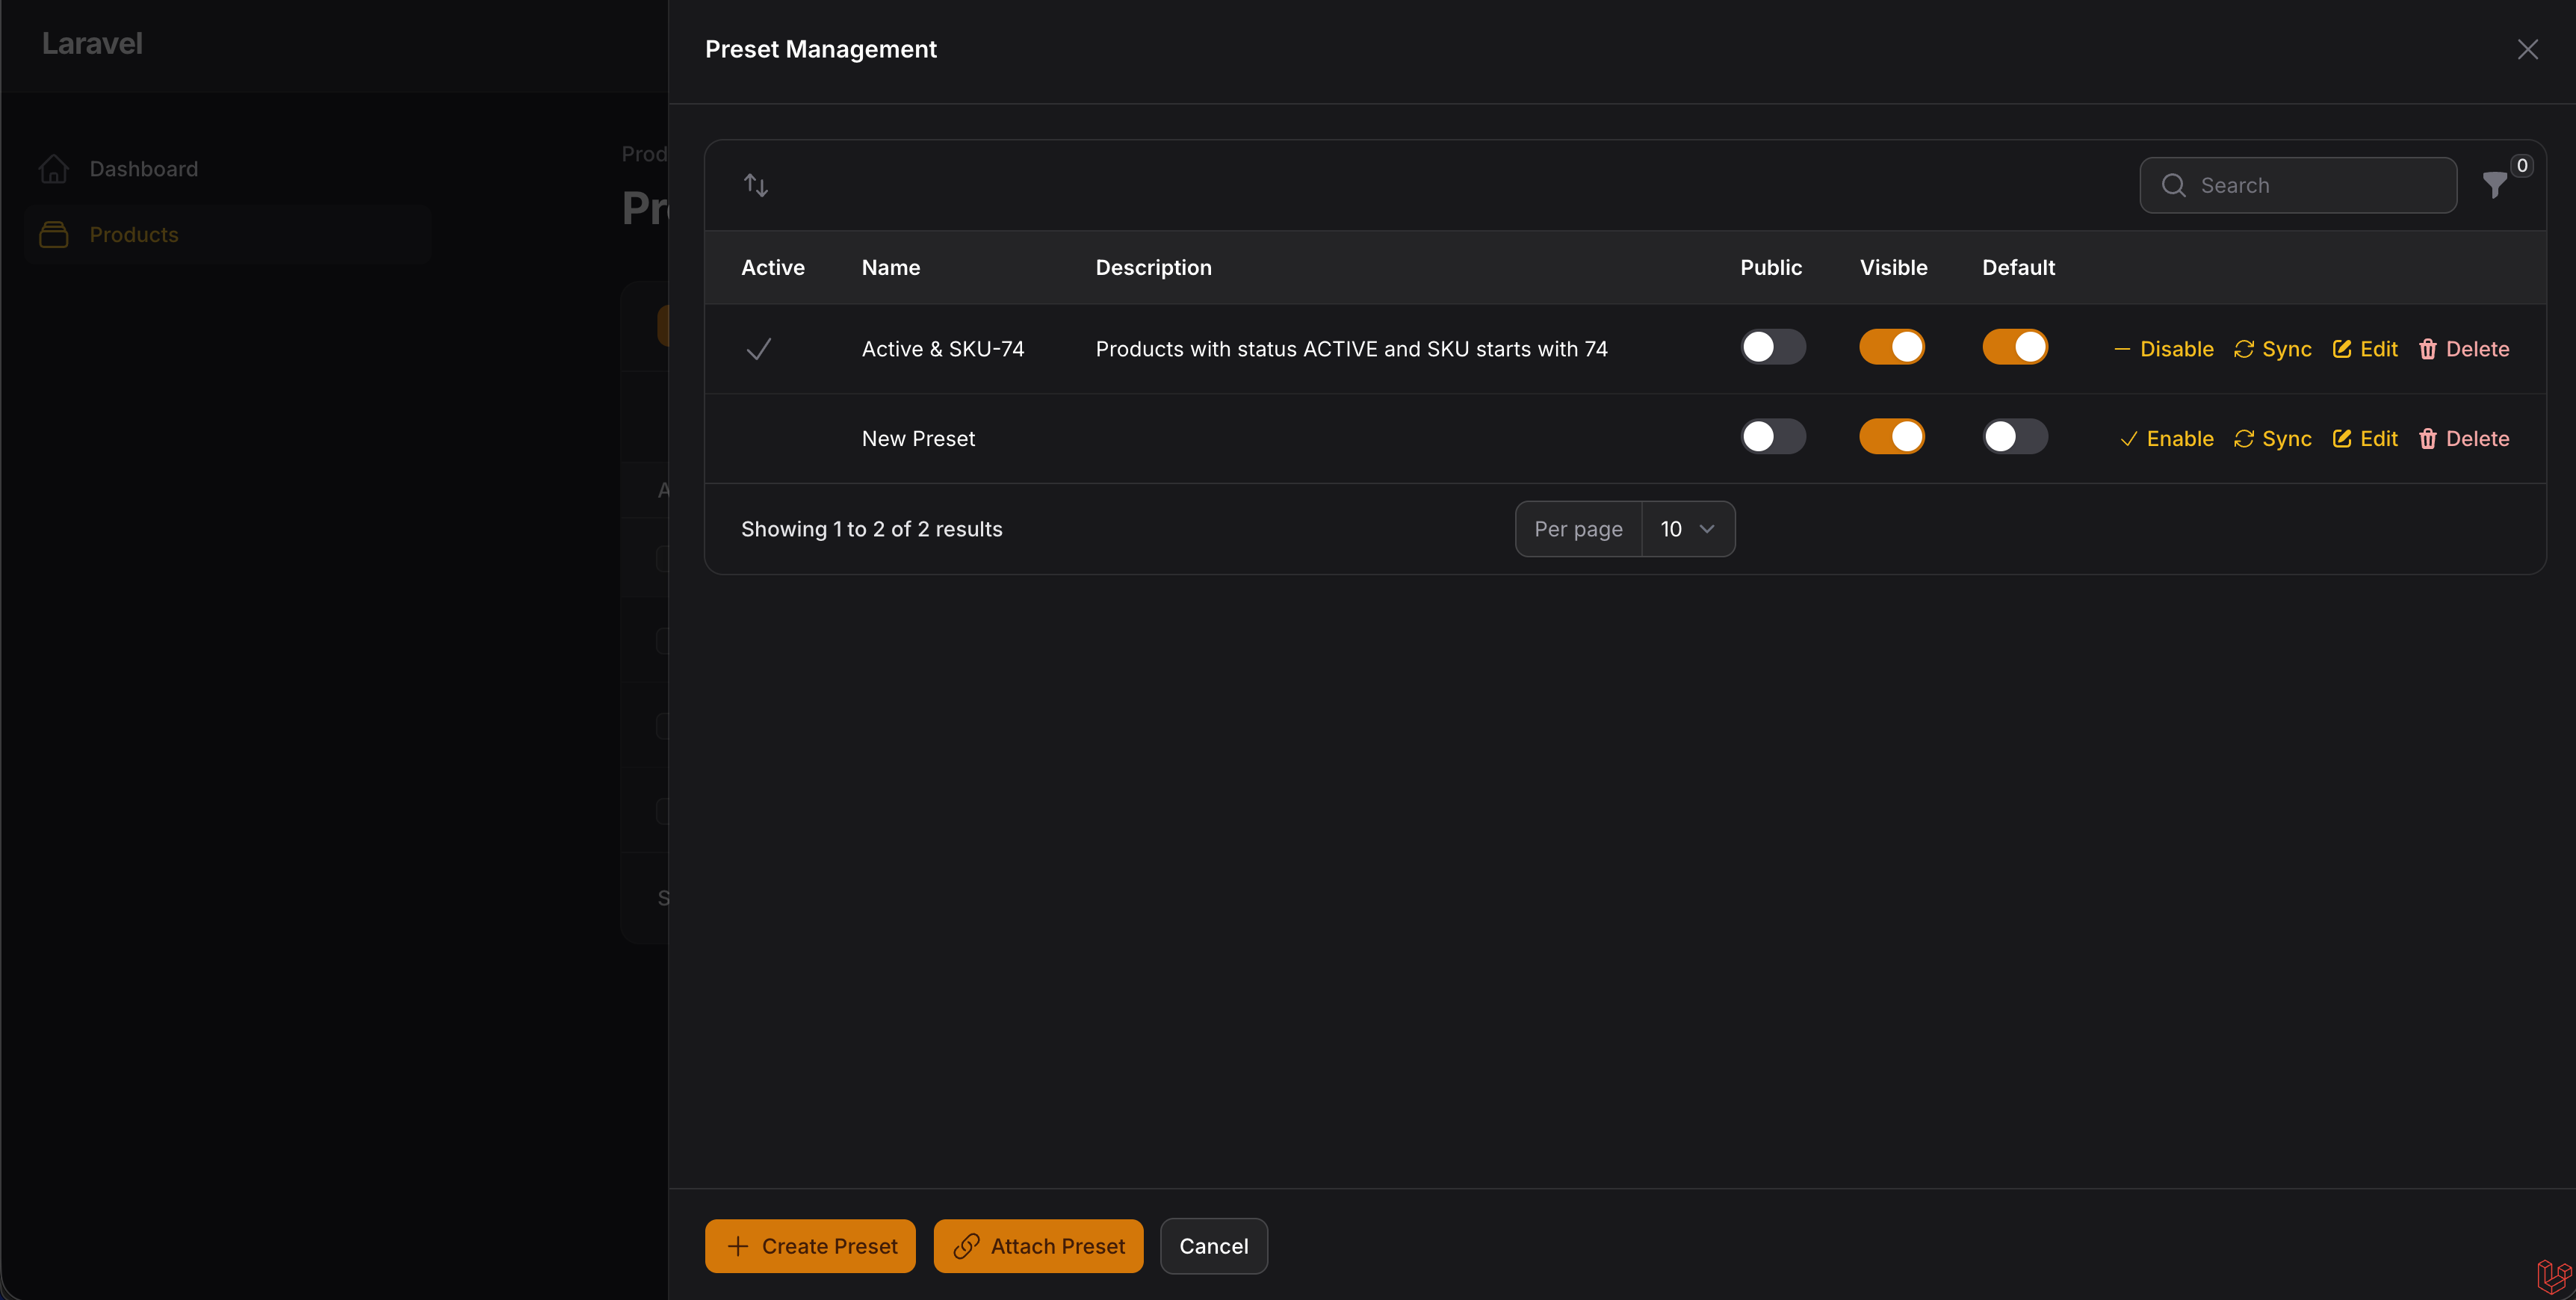 Laravel
Dashboard
Products
Prod
Pro
A
S
Preset Management
Search
0
Active Name Description Public Visible Default
Active & SKU-74 Products with status ACTIVE and SKU starts with 74 Disable Sync Edit Delete
New Preset Enable Sync Edit Delete
Showing 1 to 2 of 2 results Per page 10
Create Preset Attach Preset Cancel